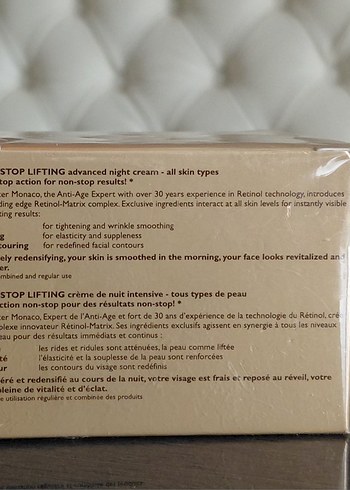 STOP LIFTING advanced night cream - all skin types
top action for non-stop results! *
ter Monaco, the Anti-Age Expert with over 30 years experience in Retinol technology, introduces
ding edge Retinol-Matrix complex. Exclusive ingredients interact at all skin levels for instantly visible
ting results:
for tightening and wrinkle smoothing
g for elasticity and suppleness
touring for redefined facial contours
ely redensifying, your skin is smoothed in the morning, your face looks revitalized and
er.
mbined and regular use
STOP LIFTING crème de nuit intensive - tous types de peau
action non-stop pour des résultats non-stop! *
ter Monaco, Expert de l'Anti-Age et fort de 30 ans d'expérience de la technologie du Rétinol, cré
plexe innovateur Rétinol-Matrix. Ses ingrédients exclusifs agissent en synergie à tous les niveaux
eau pour des résultats immédiats et continus :
les rides et ridules sont atténuées, la peau comme liftée
té l'élasticité et la souplesse de la peau sont renforcées
ur les contours du visage sont redéfinis
éré et redensifié au cours de la nuit, votre visage est frais et reposé au réveil, votre
pleine de vitalité et d'éclat.
e utilisation régulière et combinée des produits